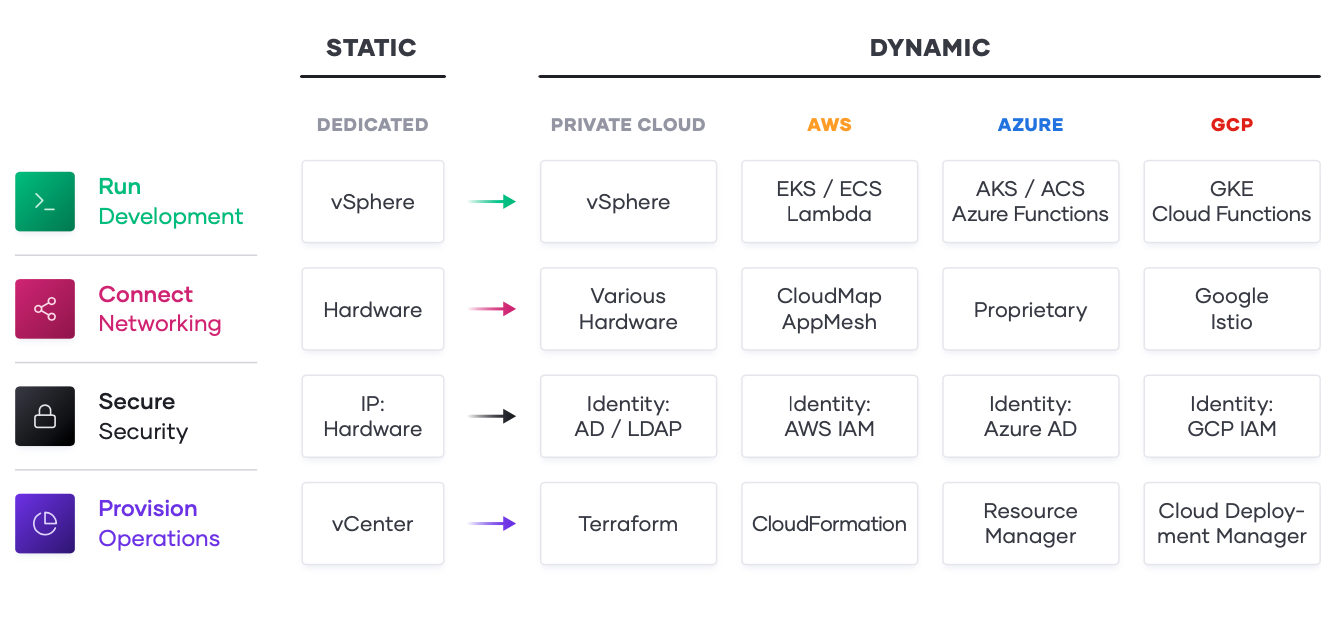 STATIC
DYNAMIC
DEDICATED
PRIVATE CLOUD
AWS
AZURE
GCP
Run
Development
vSphere
vSphere
EKS / ECS
Lambda
AKS / ACS
Azure Functions
GKE
Cloud Functions
Connect
Networking
Hardware
Various
Hardware
CloudMap
AppMesh
Proprietary
Google
Istio
Secure
Security
IP:
Hardware
Identity:
AD / LDAP
Identity:
AWS IAM
Identity:
Azure AD
Identity:
GCP IAM
Provision
Operations
vCenter
Terraform
CloudFormation
Resource
Manager
Cloud Deploy-
ment Manager